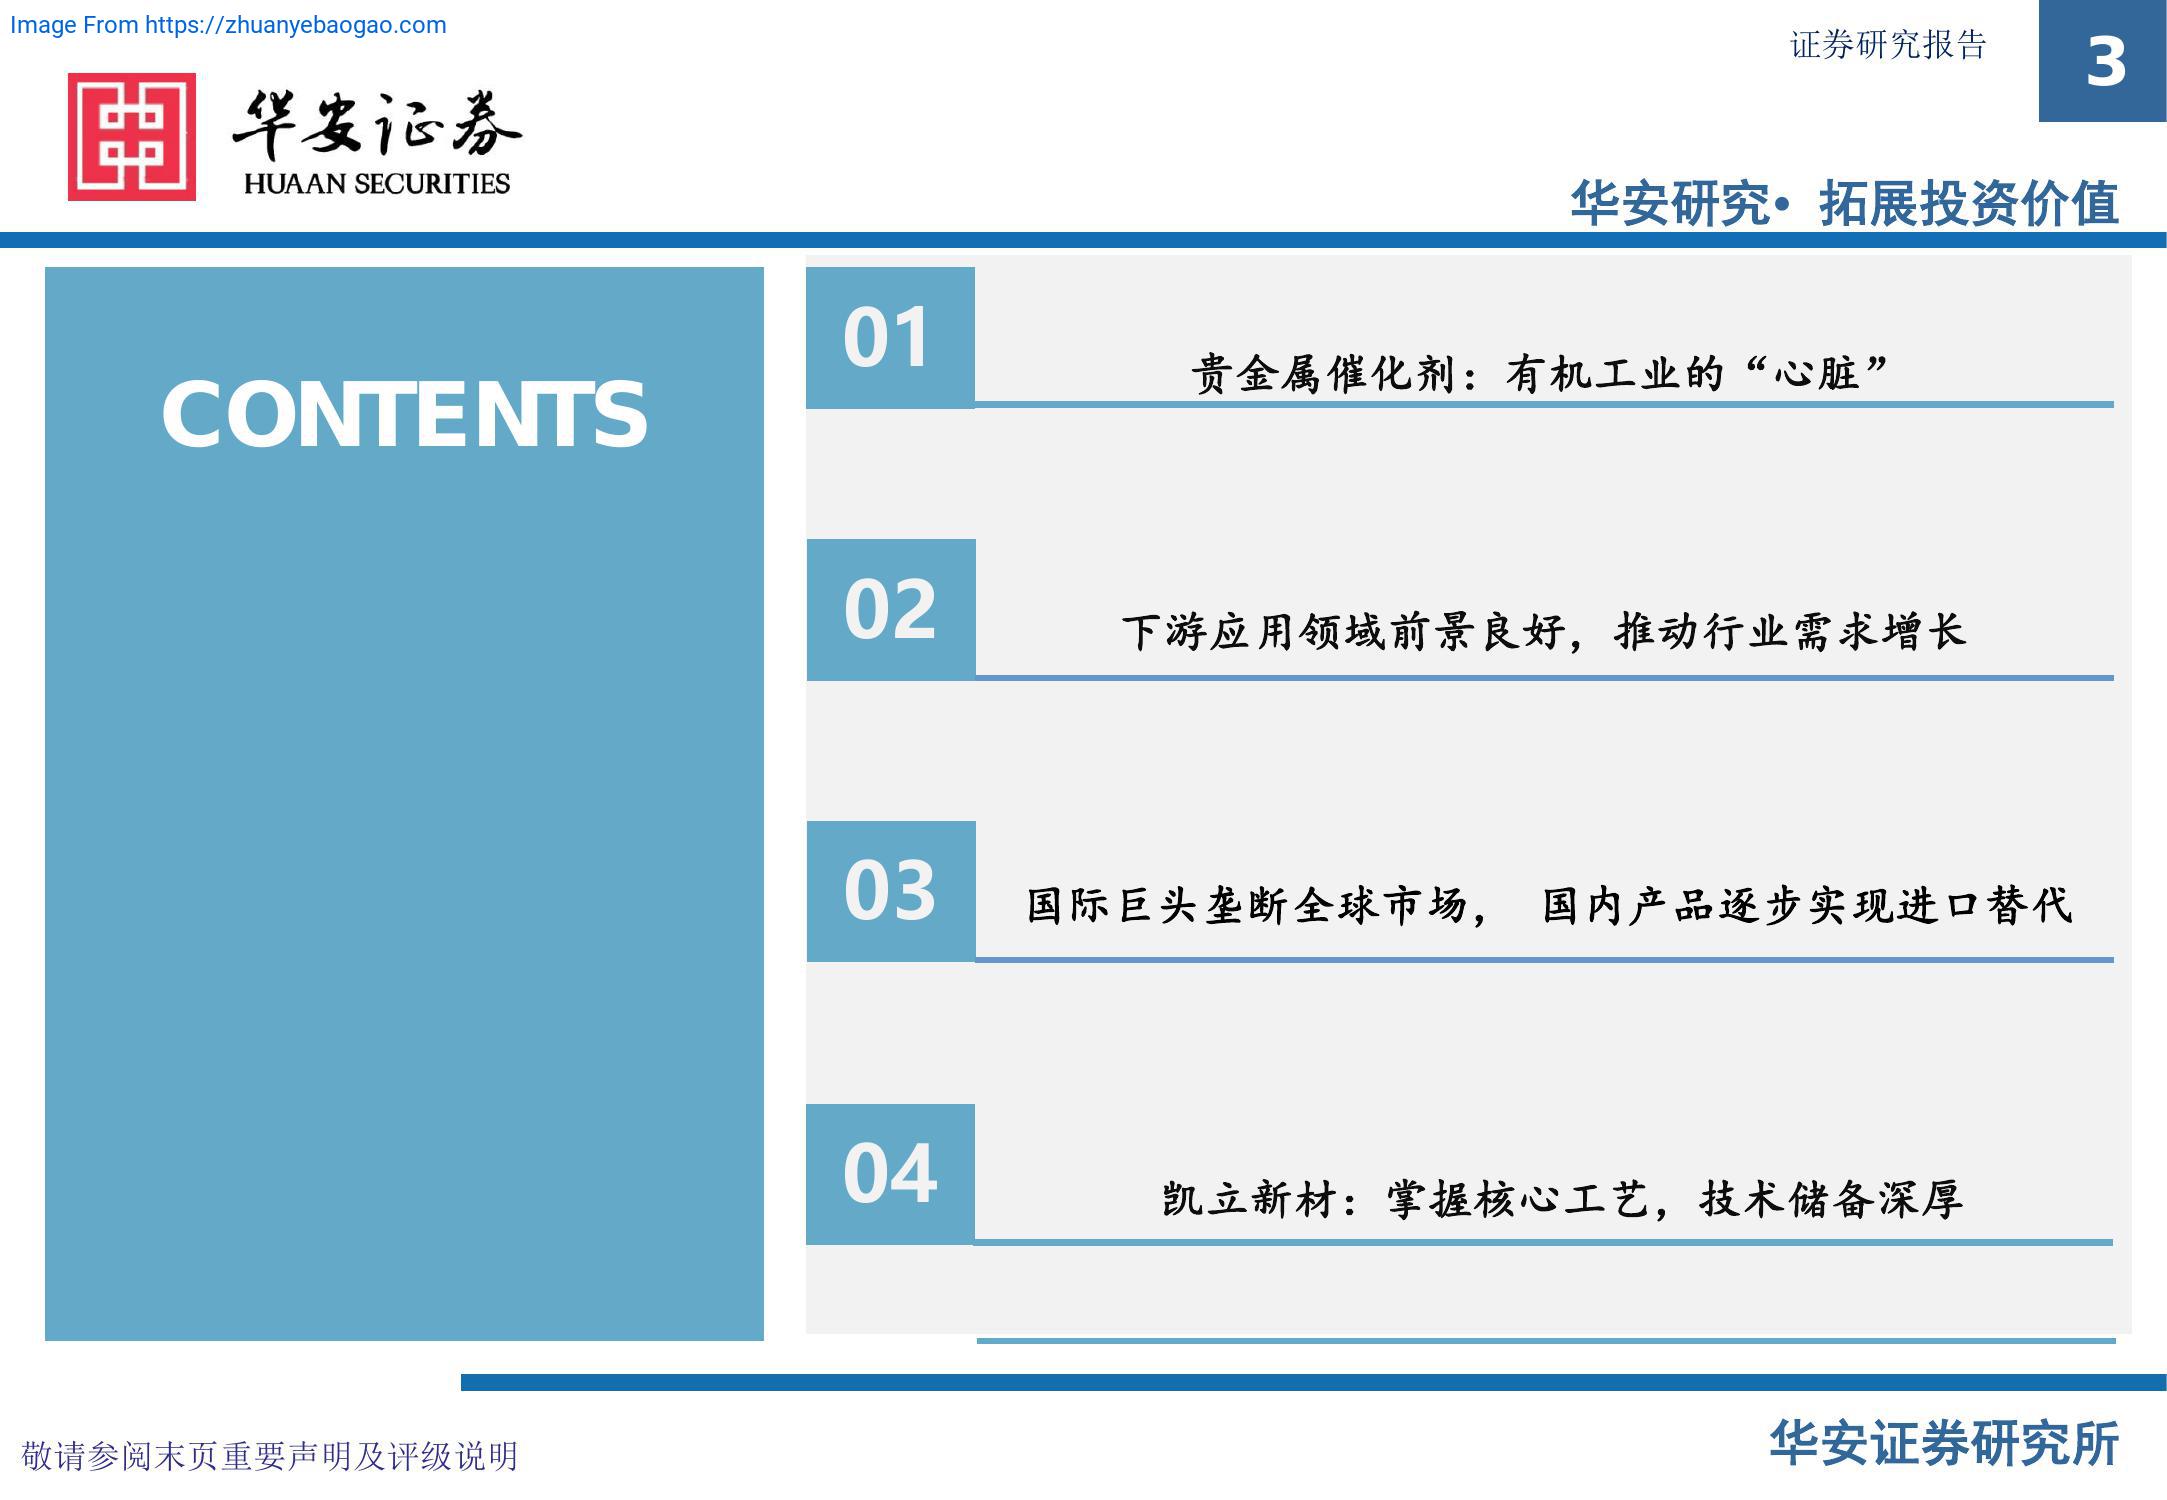 Image From https://zhuanyebaogao.com
证券研究报告
3
华安证券
HUAAN SECURITIES
华安研究• 拓展投资价值
CONTENTS
01
贵金属催化剂：有机工业的“心脏”
02
下游应用领域前景良好，推动行业需求增长
03
国际巨头垄断全球市场， 国内产品逐步实现进口替代
04
凯立新材：掌握核心工艺，技术储备深厚
敬请参阅末页重要声明及评级说明
华安证券研究所